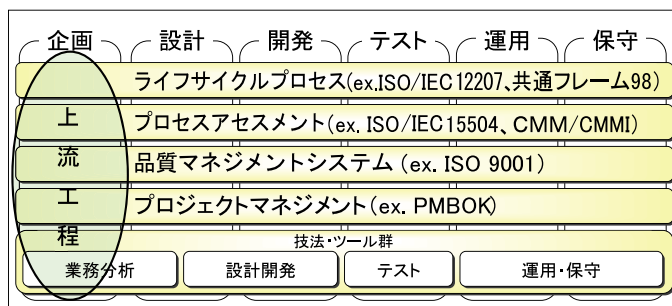 企画 設計 開発 テスト 運用 保守
ライフサイクルプロセス(ex.ISO/IEC12207、共通フレーム98)
上 プロセスアセスメント(ex. ISO/IEC15504、CMM/CMMI)
流 品質マネジメントシステム (ex. ISO 9001)
工 プロジェクトマネジメント(ex. PMBOK)
程 技法・ツール群
業務分析 設計開発 テスト 運用・保守